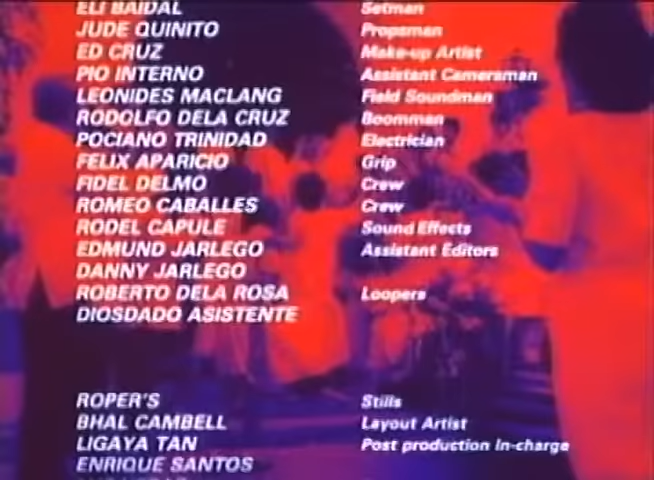 ELI BAIDAL Setman
JUDE QUINITO Propsman
ED CRUZ Make-up Artist
PIO INTERNO Assistant Cameraman
LEONIDES MACLANG Field Soundman
RODOLFO DELA CRUZ Boomman
POCIANO TRINIDAD Electrician
FELIX APARICIO Grip
FIDEL DELMO Crew
ROMEO CABALLES Crew
RODEL CAPULE Sound Effects
EDMUND JARLEGO Assistant Editors
DANNY JARLEGO
ROBERTO DELA ROSA Loopers
DIOSDADO ASISTENTE
ROPER'S Stills
BHAL CAMBELL Layout Artist
LIGAYA TAN Post production In-charge
ENRIQUE SANTOS